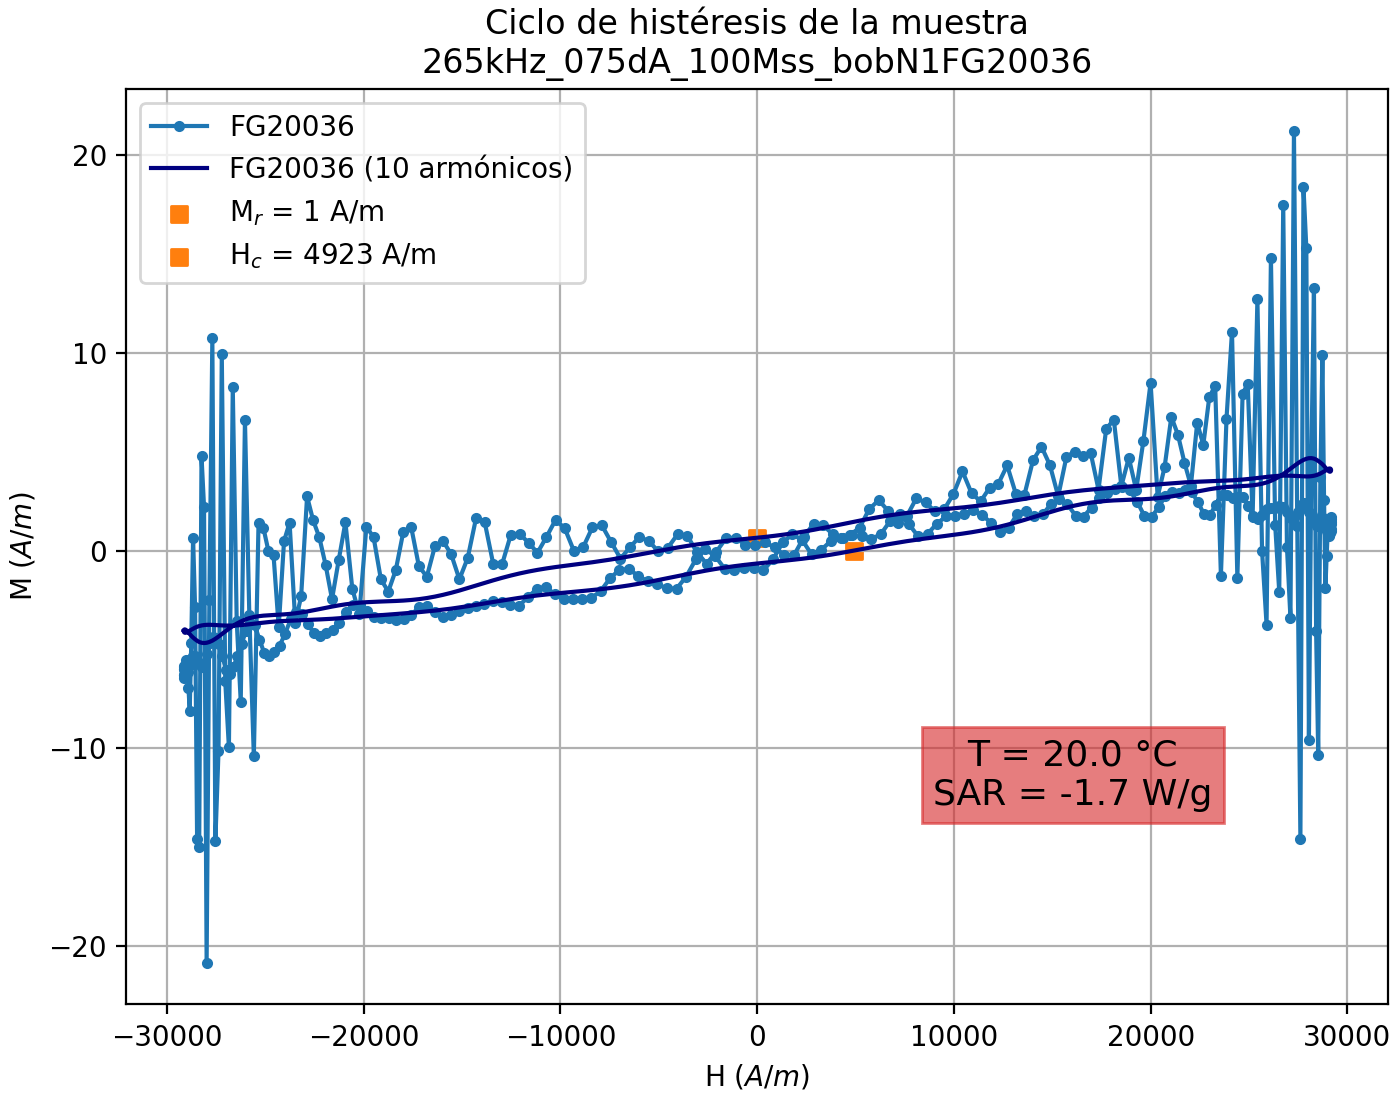 Ciclo de histéresis de la muestra
265kHz_075dA_100Mss_bobN1FG20036
FG20036
FG20036 (10 armónicos)
Mr = 1 A/m
Hc = 4923 A/m
20
10
0
−10
−20
M (A/m)
T = 20.0 °C
SAR = -1.7 W/g
−30000 −20000 −10000 0 10000 20000 30000
H (A/m)